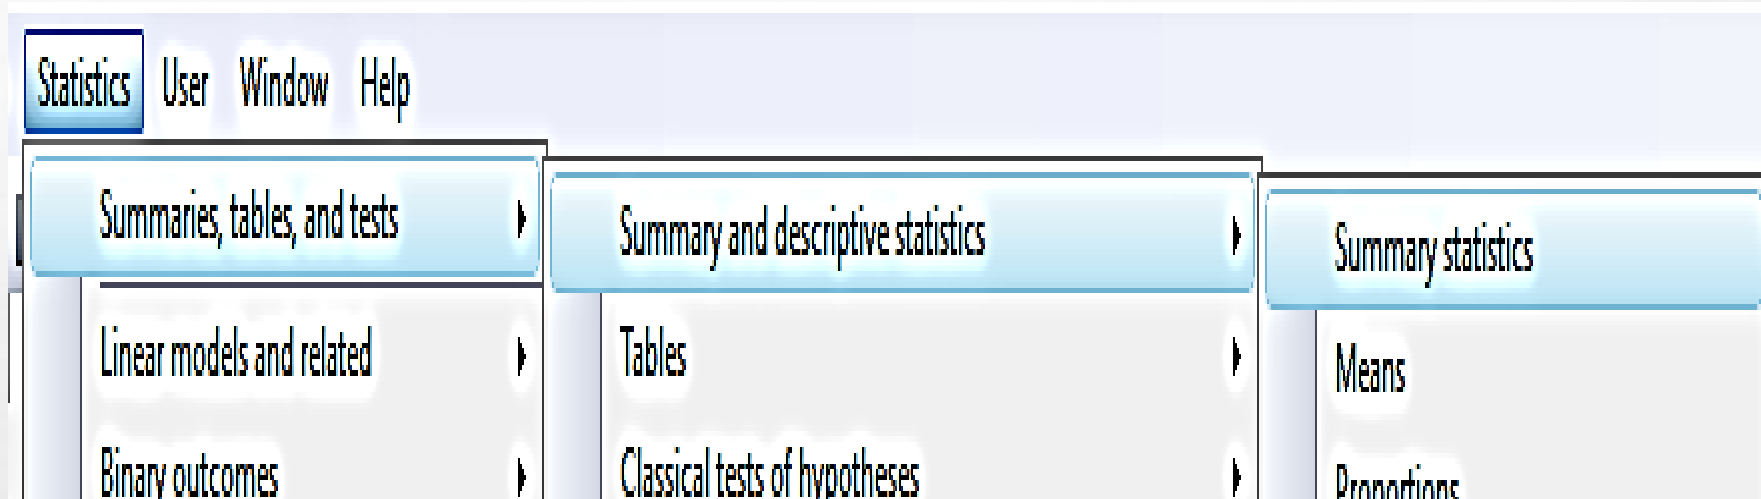 Statistics User Window Help
Summaries, tables, and tests
Summary and descriptive statistics
Summary statistics
Linear models and related
Tables
Means
Binary outcomes
Classical tests of hypotheses
Proportions